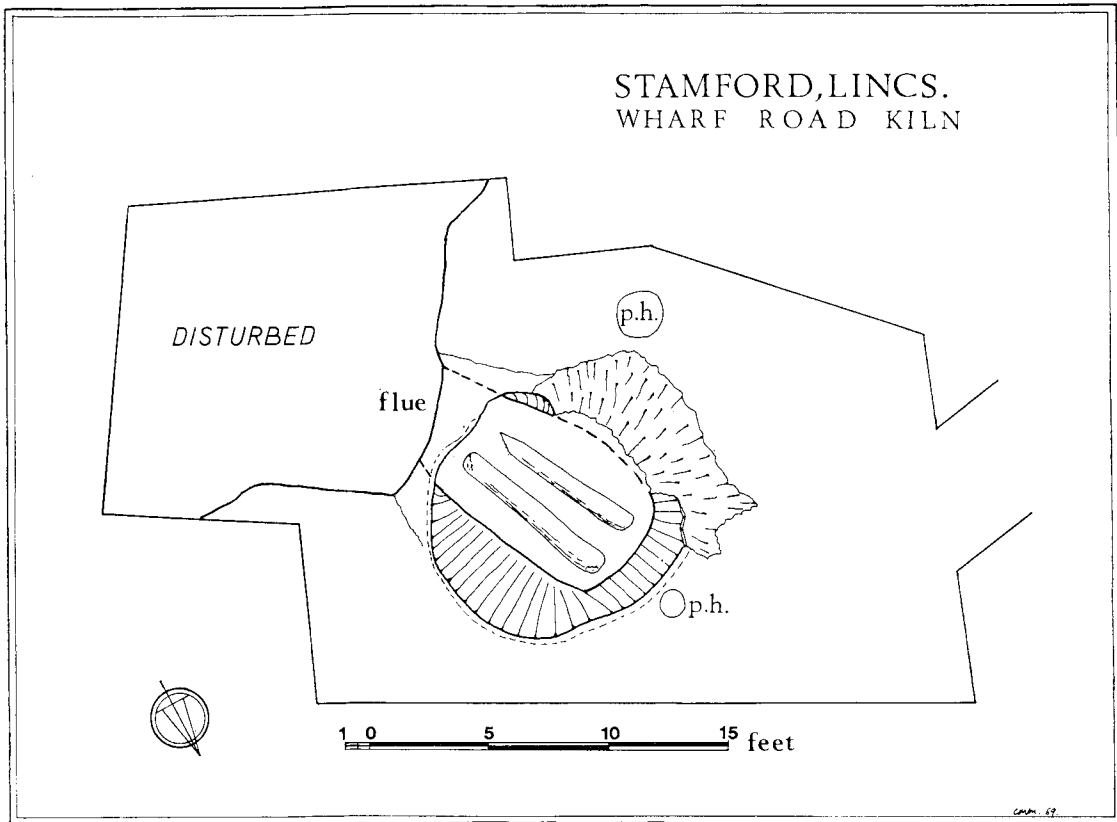 STAMFORD, LINCS.
WHARF ROAD KILN
p.h.
DISTURBED
flue
p.h.
1 0 5 10 15 feet